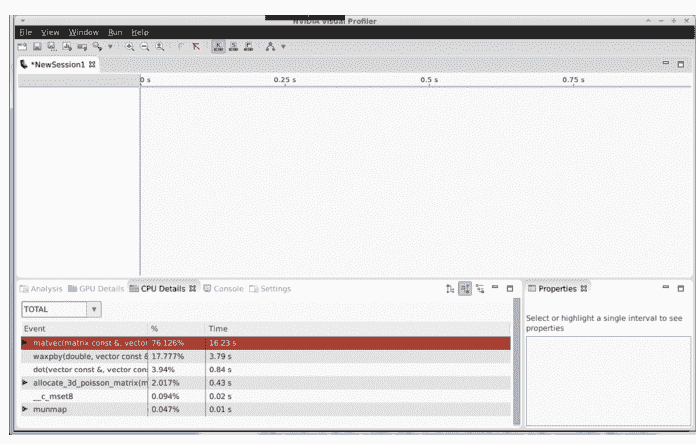 NVIDIA Visual Profiler
File View Window Run Help
*NewSession1
0 s 0.25 s 0.5 s 0.75 s
Analysis GPU Details CPU Details Console Settings
Properties
TOTAL
Select or highlight a single interval to see
properties
Event % Time
matvec(matrix const &, vector 76.126% 16.23 s
waxpby(double, vector const & 17.777% 3.79 s
dot(vector const &, vector con 3.94% 0.84 s
allocate_3d_poisson_matrix(m 2.017% 0.43 s
__c_mset8 0.094% 0.02 s
munmap 0.047% 0.01 s